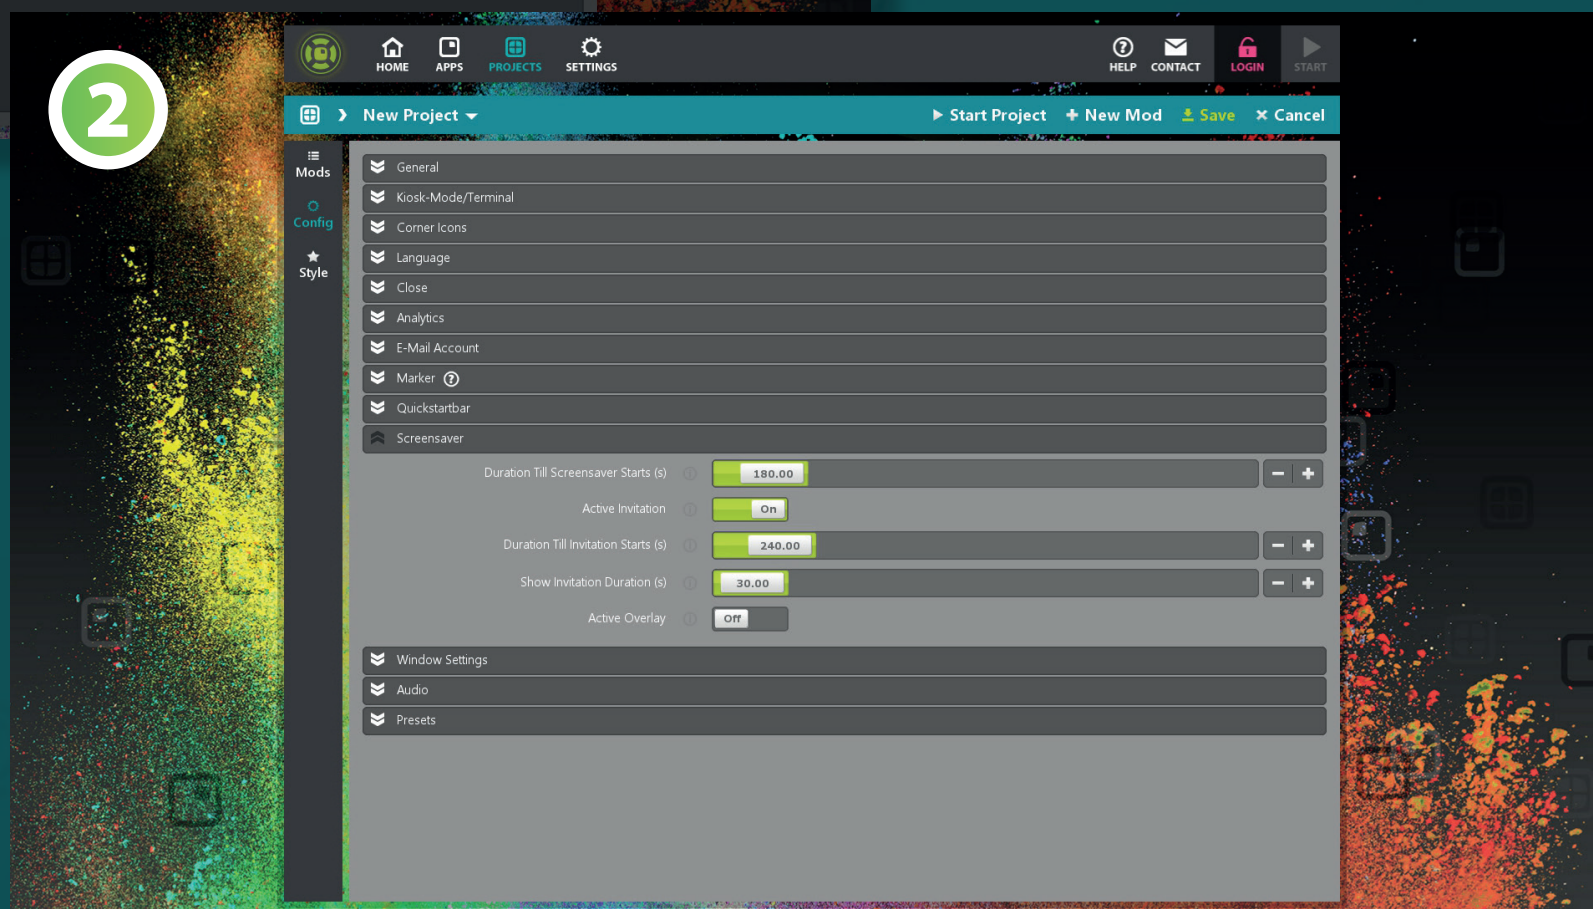 2
HOME APPS PROJECTS SETTINGS HELP CONTACT LOGIN START
New Project Start Project New Mod Save Cancel
Mods
Config
Style
General
Kiosk-Mode/Terminal
Corner Icons
Language
Close
Analytics
E-Mail Account
Marker ?
Quickstartbar
Screensaver
Duration Till Screensaver Starts (s) 180.00 − +
Active Invitation On
Duration Till Invitation Starts (s) 240.00 − +
Show Invitation Duration (s) 30.00 − +
Active Overlay Off
Window Settings
Audio
Presets